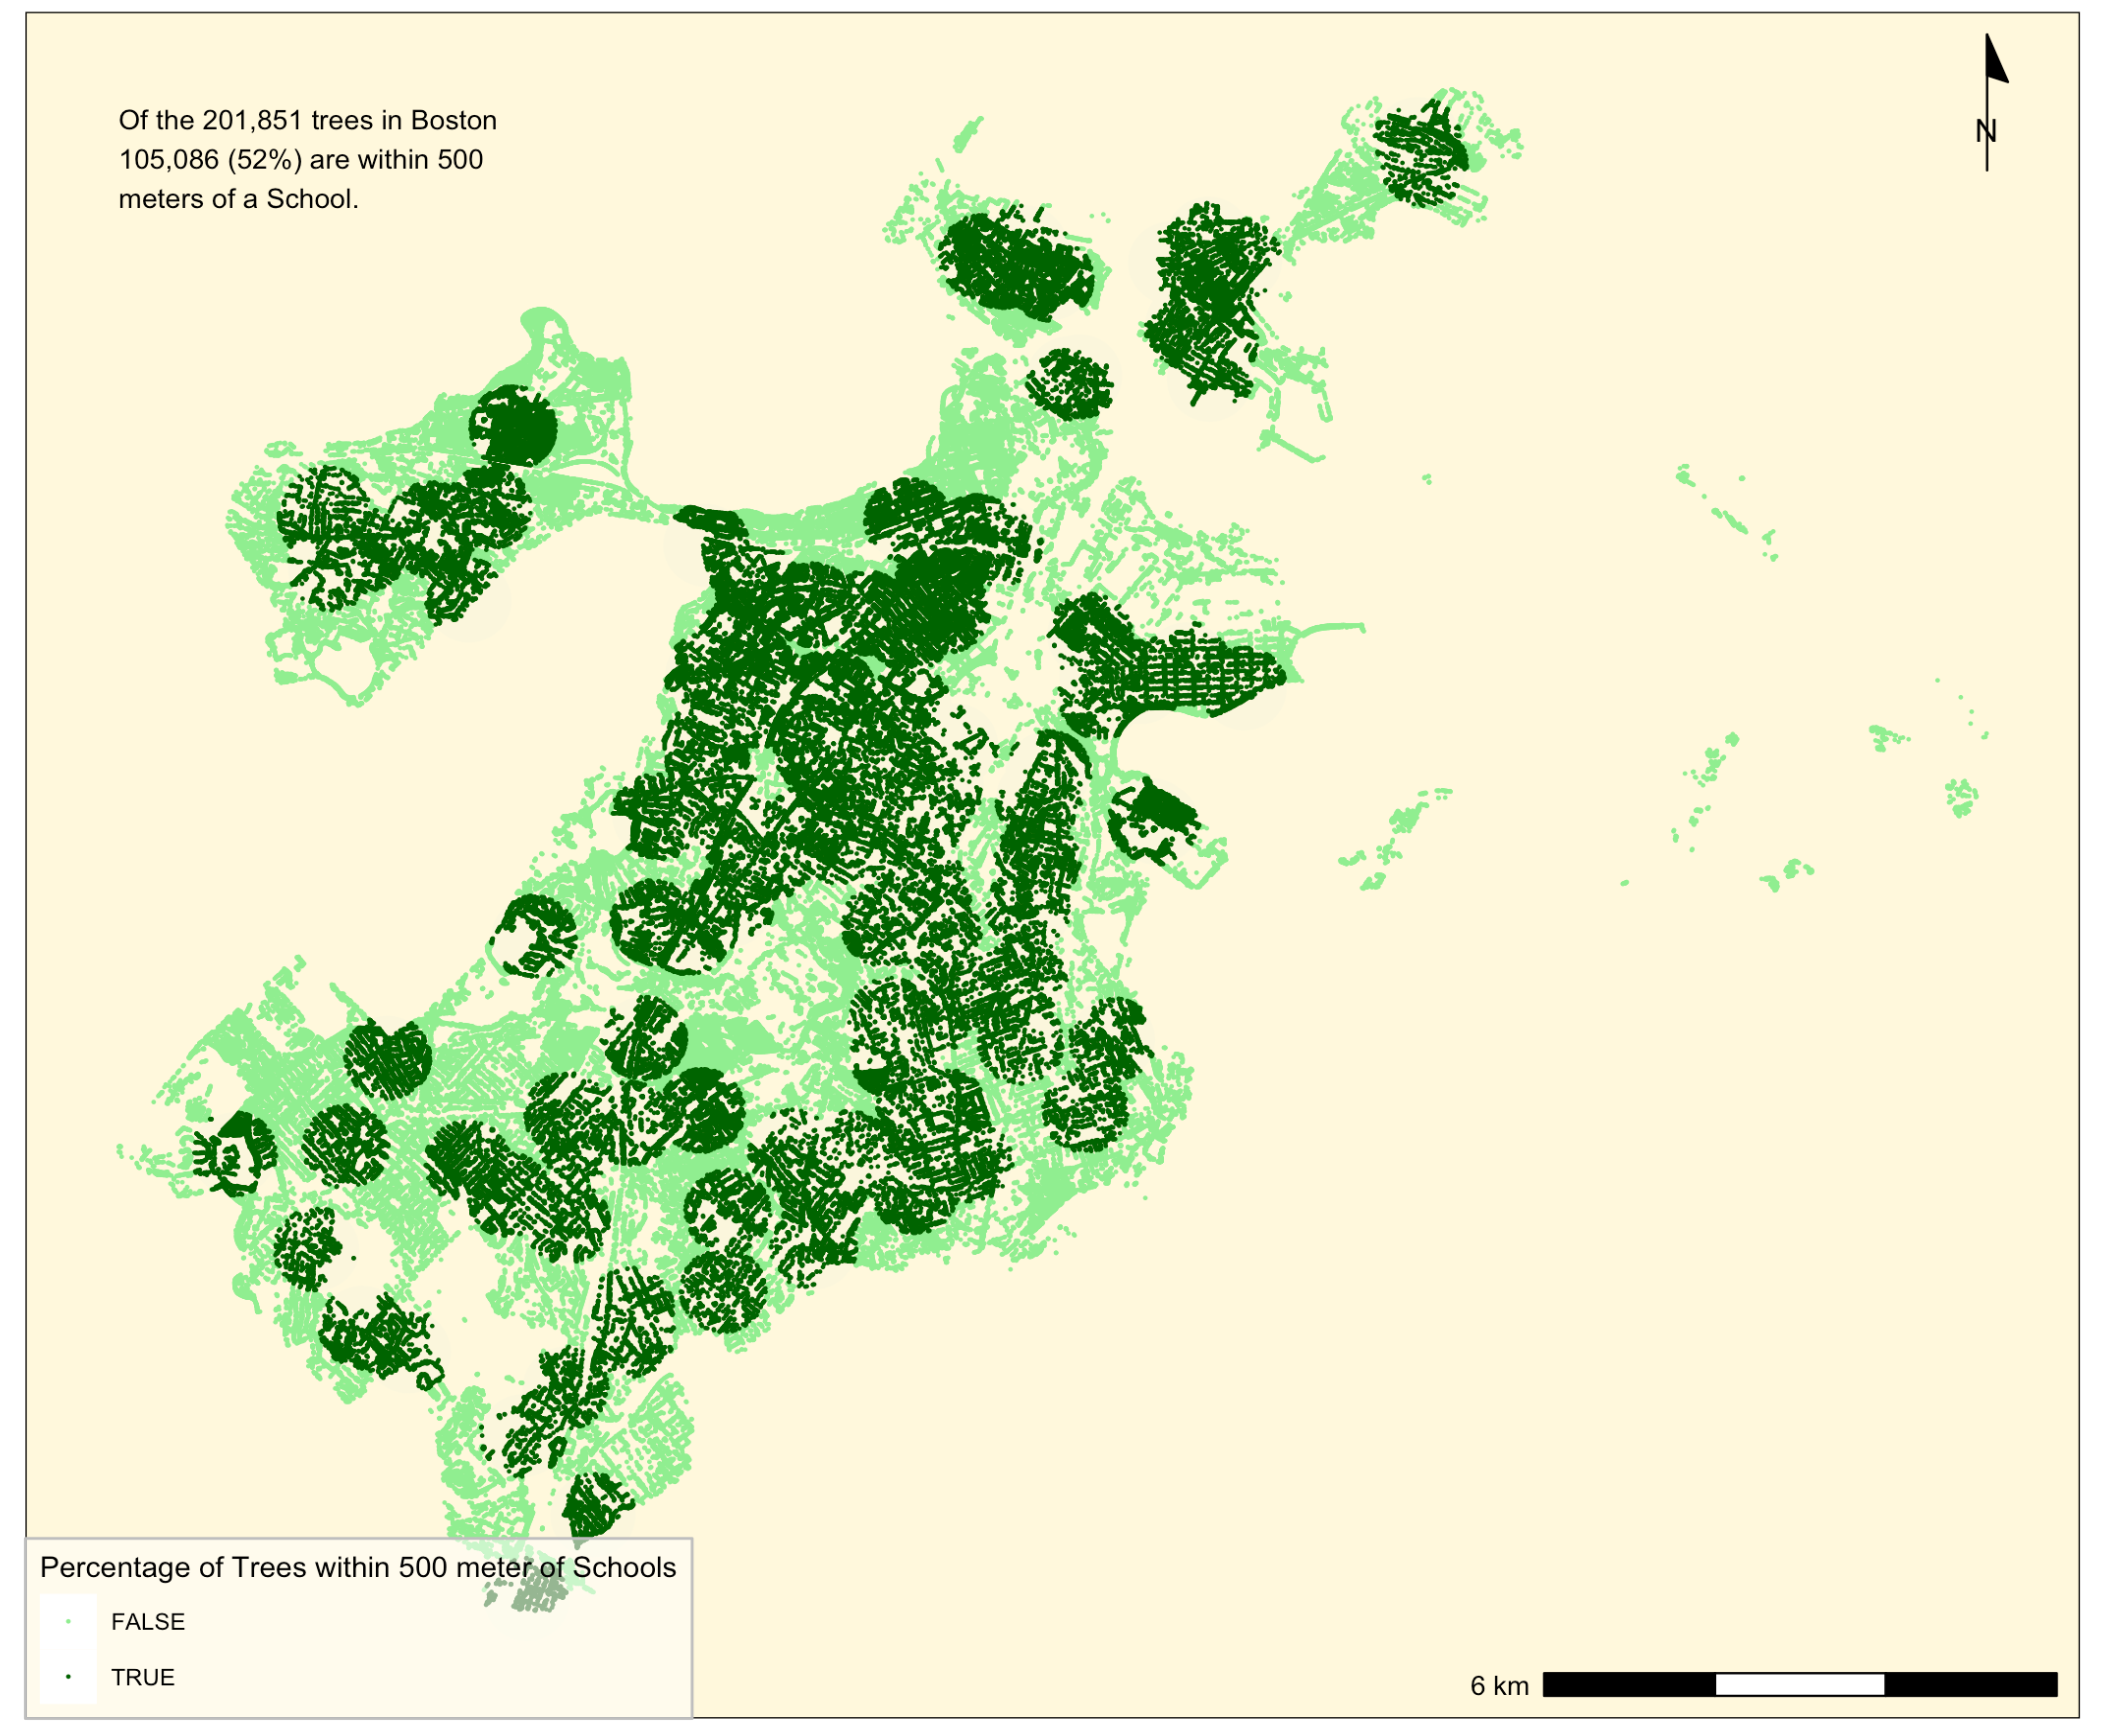 Of the 201,851 trees in Boston
105,086 (52%) are within 500
meters of a School.
N
Percentage of Trees within 500 meter of Schools
FALSE
TRUE
6 km